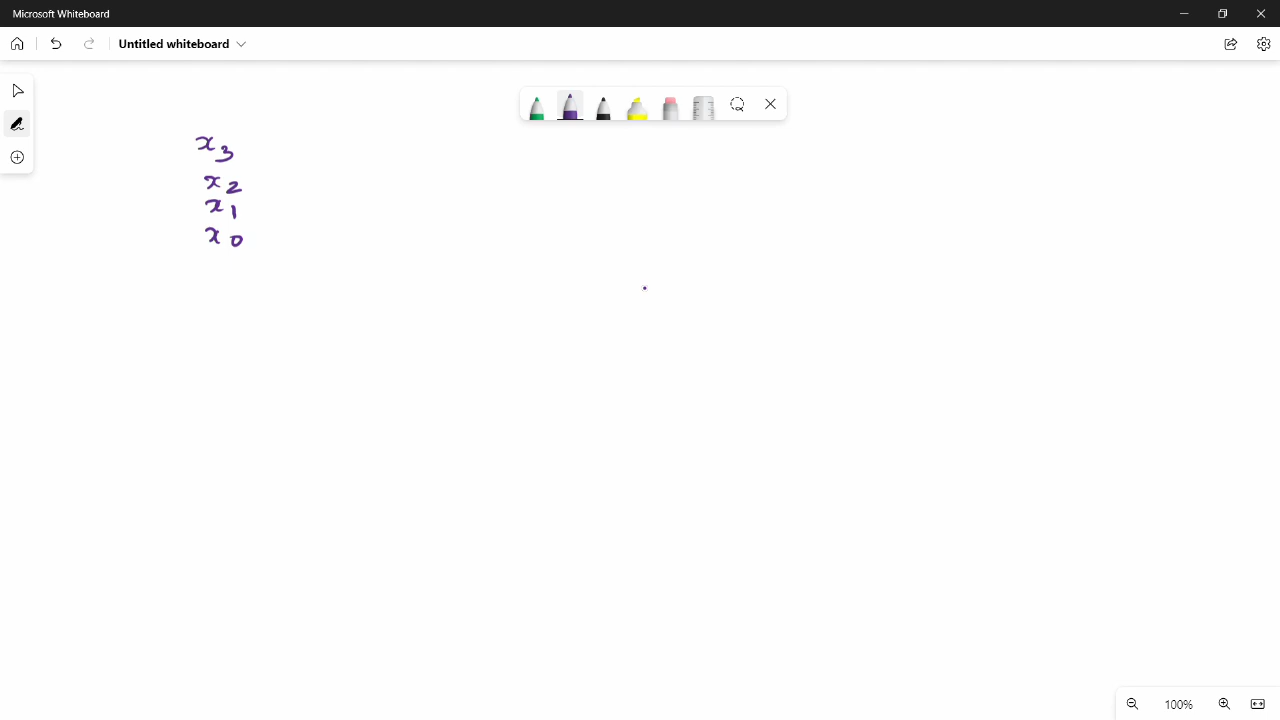 Microsoft Whiteboard
Untitled whiteboard
x₃
x₂
x₁
x₀
100%